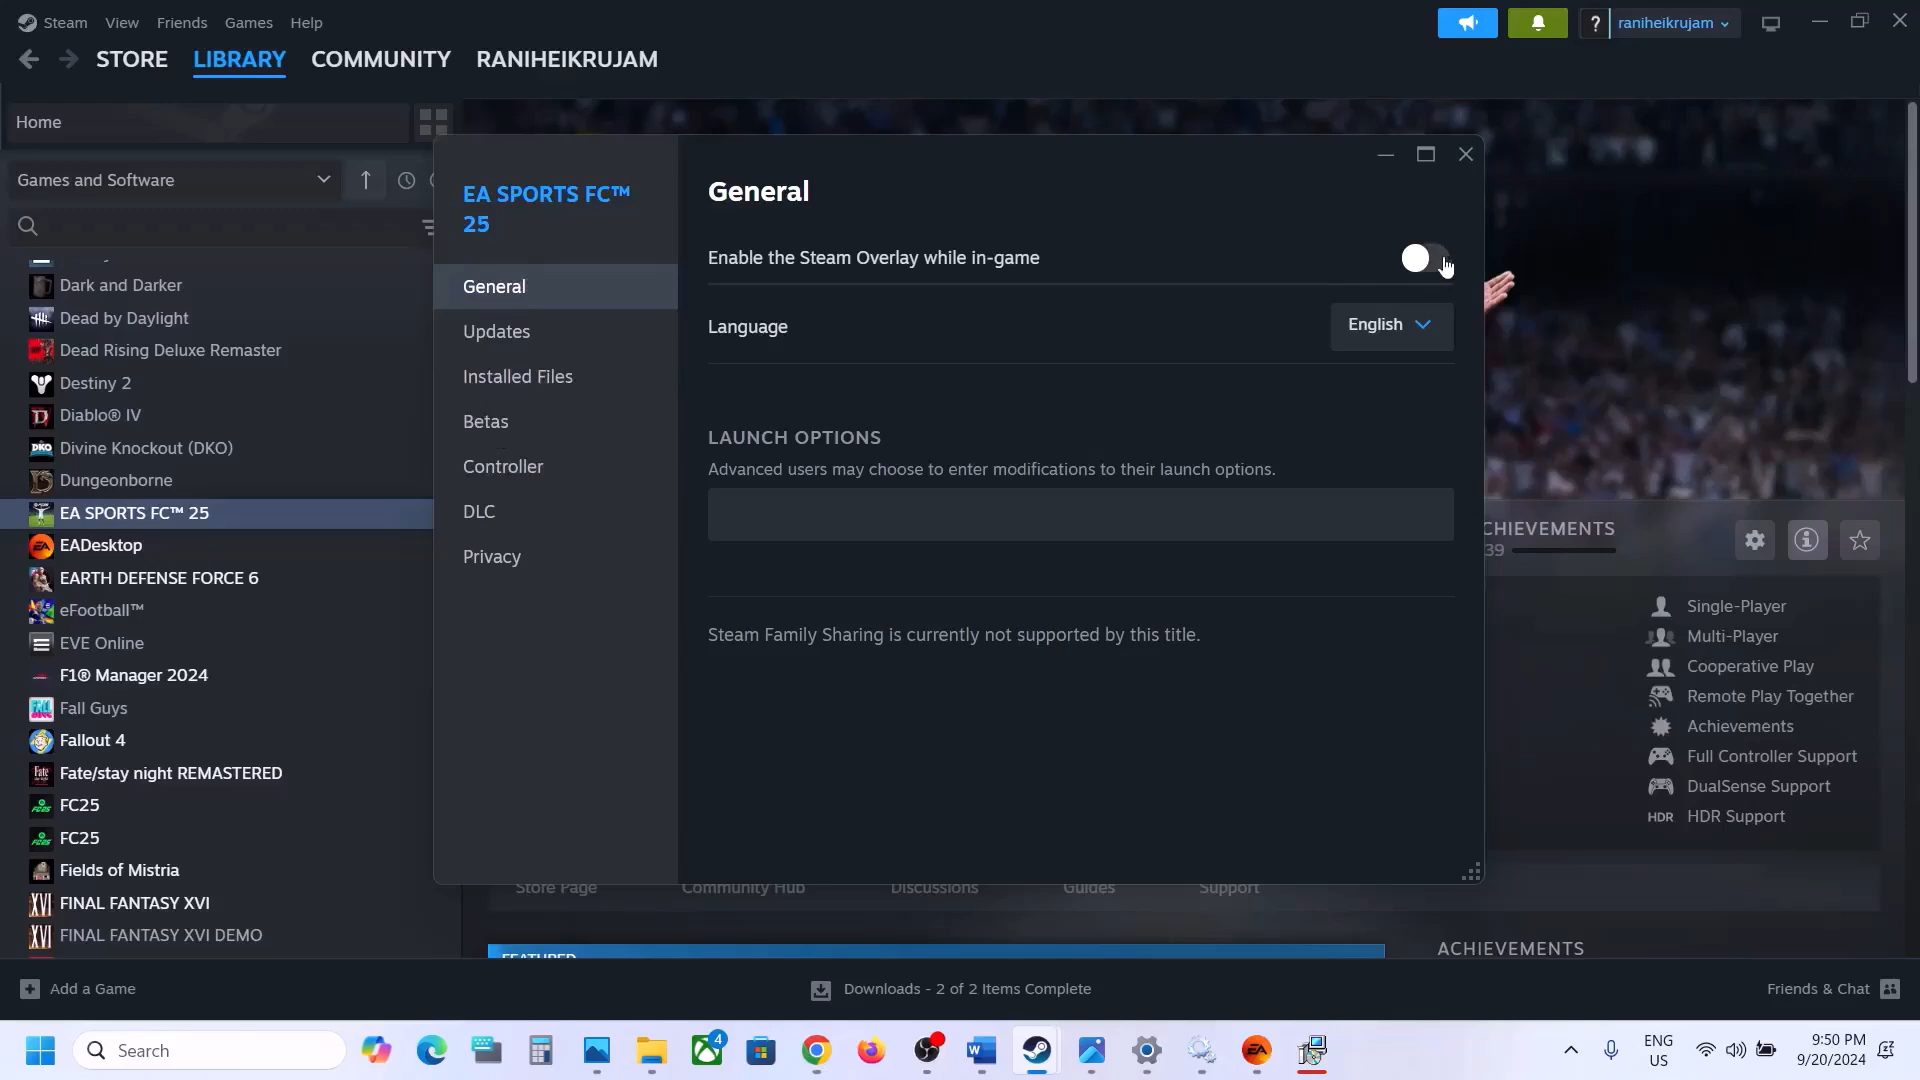 Steam View Friends Games Help
raniheikrujam
STORE LIBRARY COMMUNITY RANIHEIKRUJAM
Home
Games and Software
Dark and Darker
Dead by Daylight
Dead Rising Deluxe Remaster
Destiny 2
Diablo® IV
Divine Knockout (DKO)
Dungeonborne
EA SPORTS FC™ 25
EADesktop
EARTH DEFENSE FORCE 6
eFootball™
EVE Online
F1® Manager 2024
Fall Guys
Fallout 4
Fate/stay night REMASTERED
FC25
FC25
Fields of Mistria
FINAL FANTASY XVI
FINAL FANTASY XVI DEMO
EA SPORTS FC™
25
General
Updates
Installed Files
Betas
Controller
DLC
Privacy
General
Enable the Steam Overlay while in-game
Language
English
LAUNCH OPTIONS
Advanced users may choose to enter modifications to their launch options.
Steam Family Sharing is currently not supported by this title.
CHIEVEMENTS
39
Single-Player
Multi-Player
Cooperative Play
Remote Play Together
Achievements
Full Controller Support
DualSense Support
HDR HDR Support
Store Page Community Hub Discussions Guides Support
FEATURED
ACHIEVEMENTS
Add a Game
Downloads - 2 of 2 Items Complete
Friends & Chat
Search
4
ENG
US
9:50 PM
9/20/2024